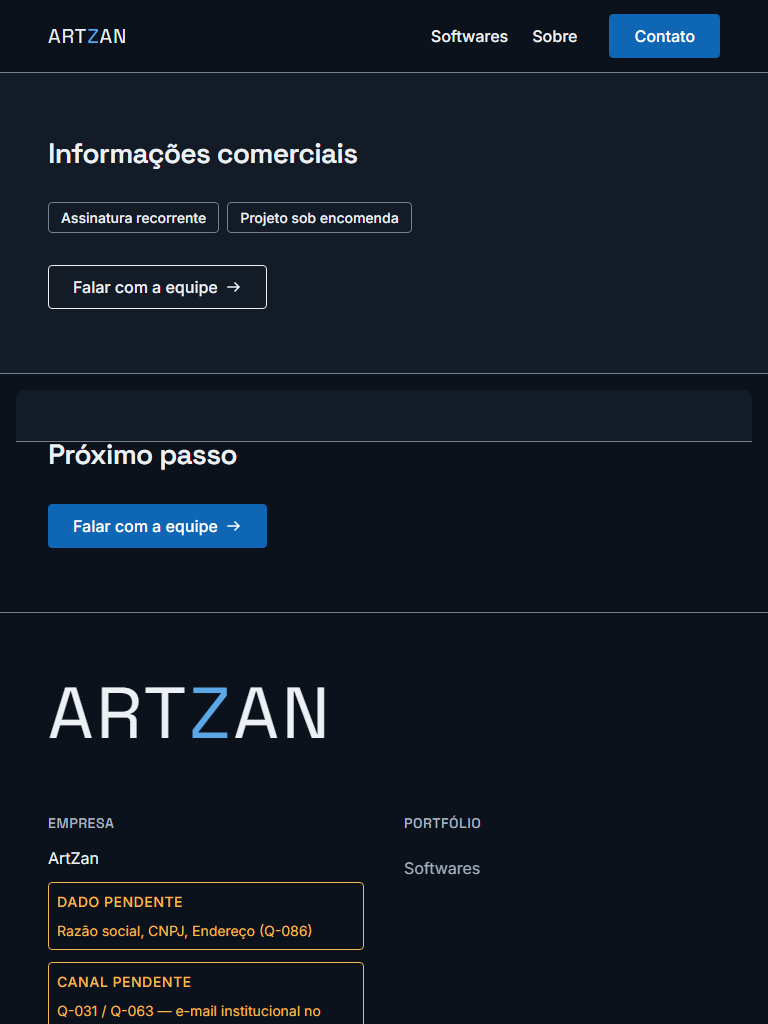 ARTZAN
Softwares
Sobre
Contato
Informações comerciais
Assinatura recorrente
Projeto sob encomenda
Falar com a equipe →
Próximo passo
Falar com a equipe →
ARTZAN
EMPRESA
ArtZan
DADO PENDENTE
Razão social, CNPJ, Endereço (Q-086)
CANAL PENDENTE
Q-031 / Q-063 — e-mail institucional no
PORTFÓLIO
Softwares